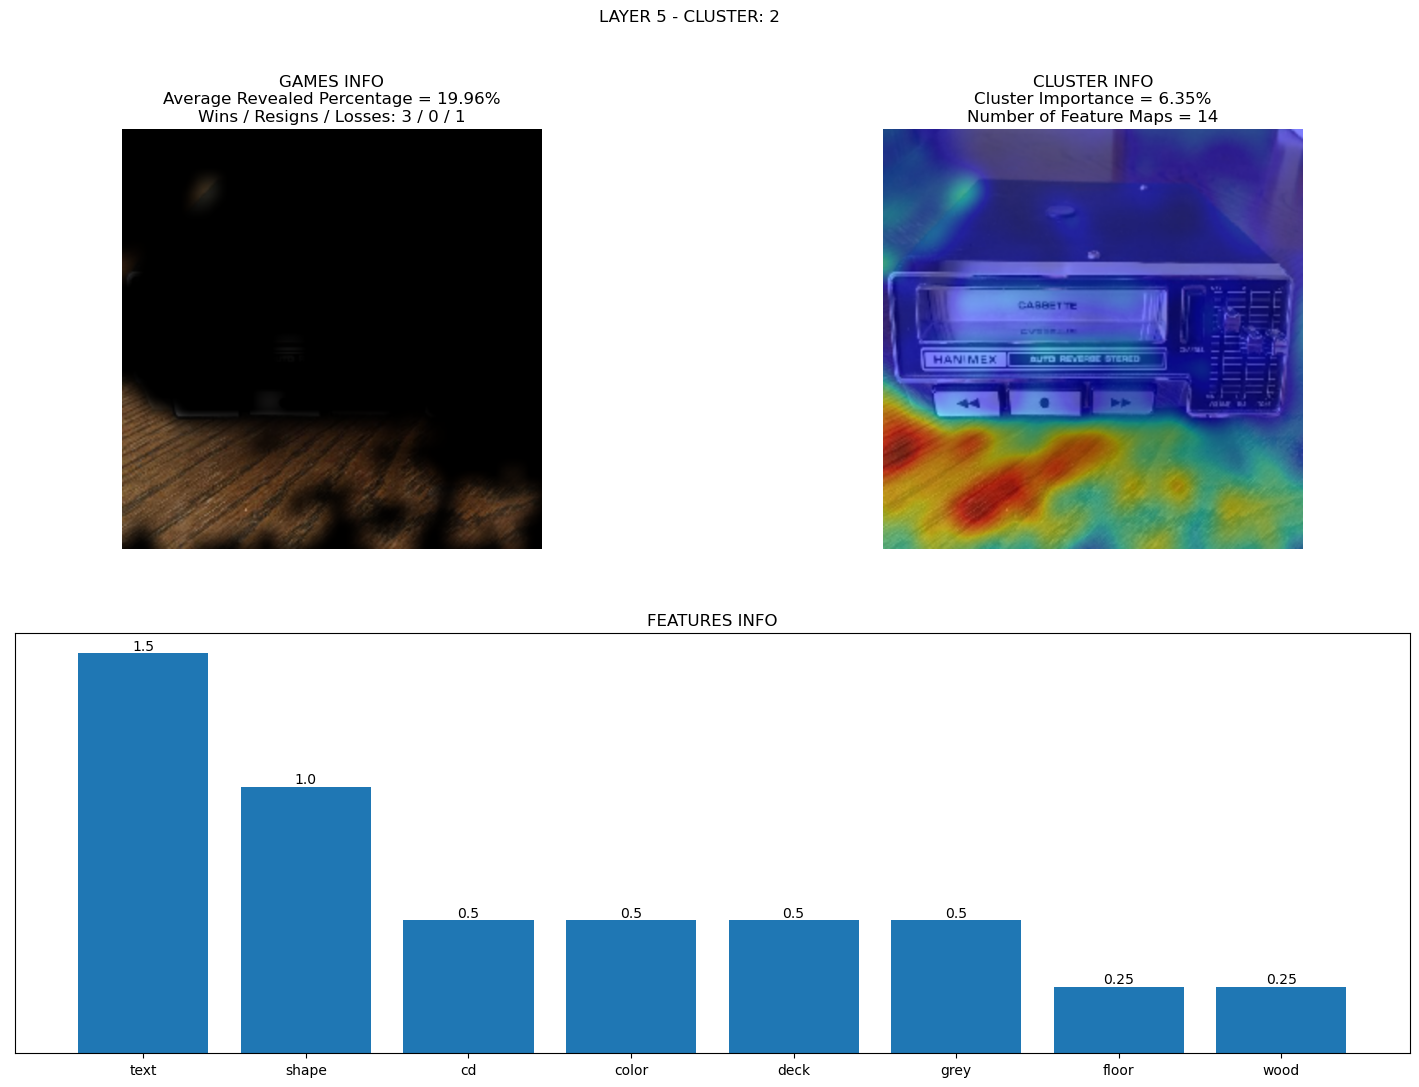 LAYER 5 - CLUSTER: 2
GAMES INFO
Average Revealed Percentage = 19.96%
Wins / Resigns / Losses: 3 / 0 / 1
CLUSTER INFO
Cluster Importance = 6.35%
Number of Feature Maps = 14
CASSETTE
HANIMEX
AUTO REVERSE STEREO
FEATURES INFO
1.5
1.0
0.5
0.5
0.5
0.5
0.25
0.25
text
shape
cd
color
deck
grey
floor
wood